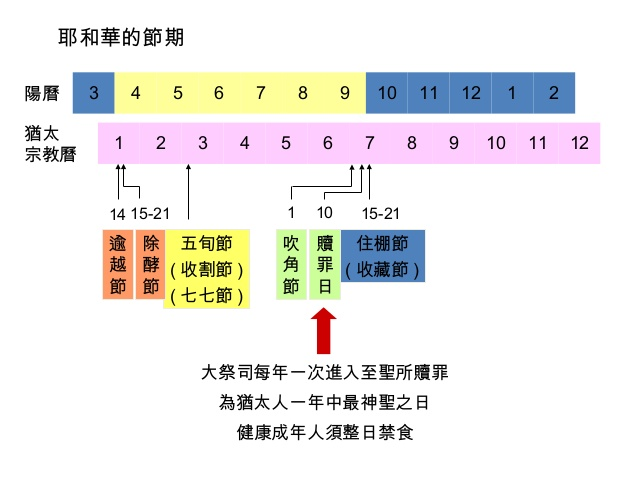 耶和華的節期
陽曆 3 4 5 6 7 8 9 10 11 12 1 2
猶太
宗教曆 1 2 3 4 5 6 7 8 9 10 11 12
14 15-21 1 10 15-21
逾越節
除酵節
五旬節
(收割節)
(七七節)
吹角節
贖罪日
住棚節
(收藏節)
大祭司每年一次進入至聖所贖罪
為猶太人一年中最神聖之日
健康成年人須整日禁食